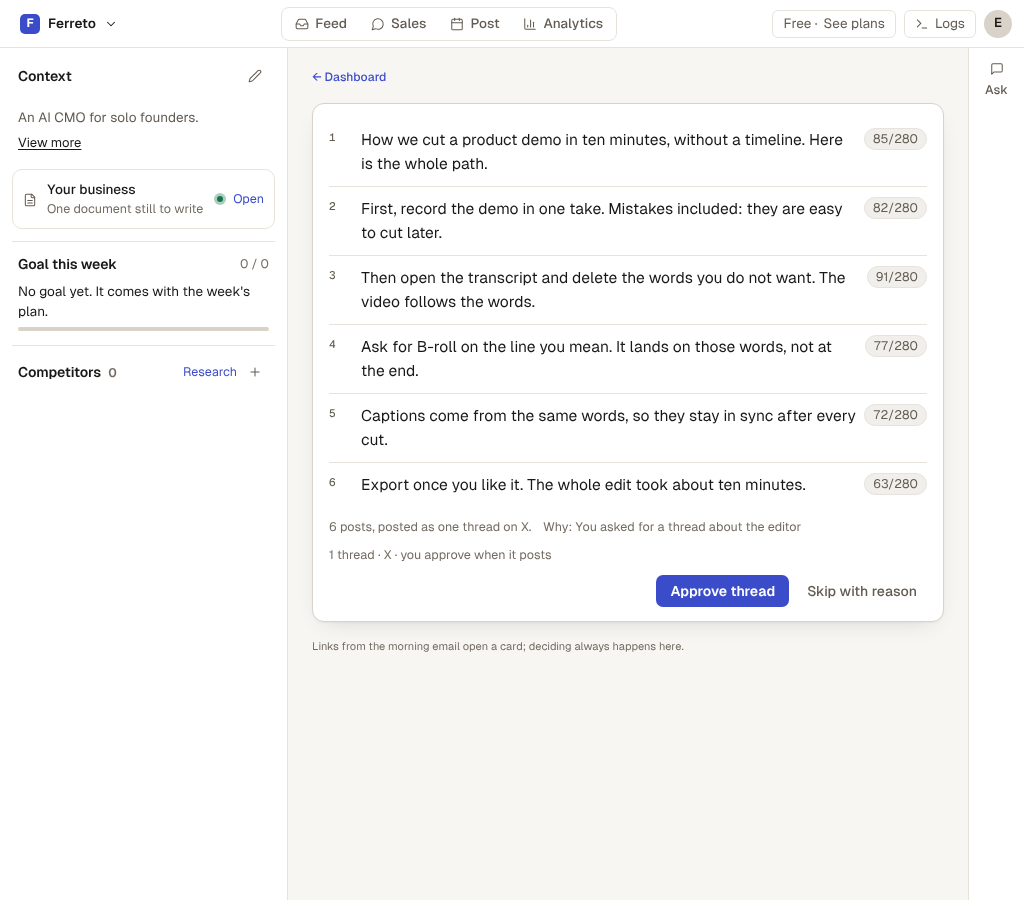 F Ferreto
Feed
Sales
Post
Analytics
Free · See plans
Logs
E
Context
An AI CMO for solo founders.
View more
Your business
One document still to write
Open
Goal this week
0 / 0
No goal yet. It comes with the week's
plan.
Competitors 0
Research +
← Dashboard
1
How we cut a product demo in ten minutes, without a timeline. Here
is the whole path.
85/280
2
First, record the demo in one take. Mistakes included: they are easy
to cut later.
82/280
3
Then open the transcript and delete the words you do not want. The
video follows the words.
91/280
4
Ask for B-roll on the line you mean. It lands on those words, not at
the end.
77/280
5
Captions come from the same words, so they stay in sync after every
cut.
72/280
6
Export once you like it. The whole edit took about ten minutes.
63/280
6 posts, posted as one thread on X. Why: You asked for a thread about the editor
1 thread · X · you approve when it posts
Approve thread
Skip with reason
Links from the morning email open a card; deciding always happens here.
Ask